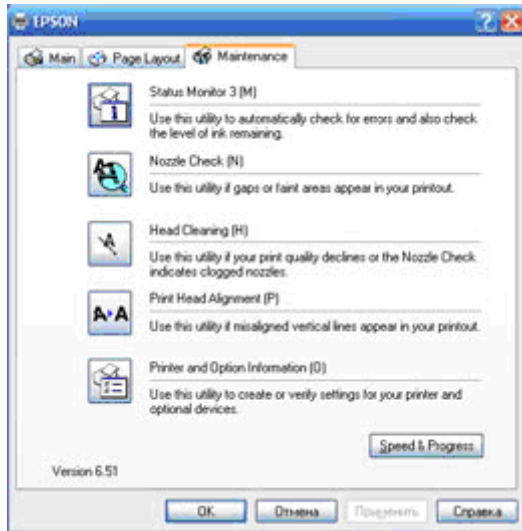 EPSON
Main Page Layout Maintenance
Status Monitor 3 (M)
Use this utility to automatically check for errors and also check
the level of ink remaining.
Nozzle Check (N)
Use this utility if gaps or faint areas appear in your printout.
Head Cleaning (H)
Use this utility if your print quality declines or the Nozzle Check
indicates clogged nozzles.
Print Head Alignment (P)
Use this utility if misaligned vertical lines appear in your printout.
Printer and Option Information (O)
Use this utility to create or verify settings for your printer and
optional devices.
Speed & Progress
Version 6.51
OK Отмена Применить Справка